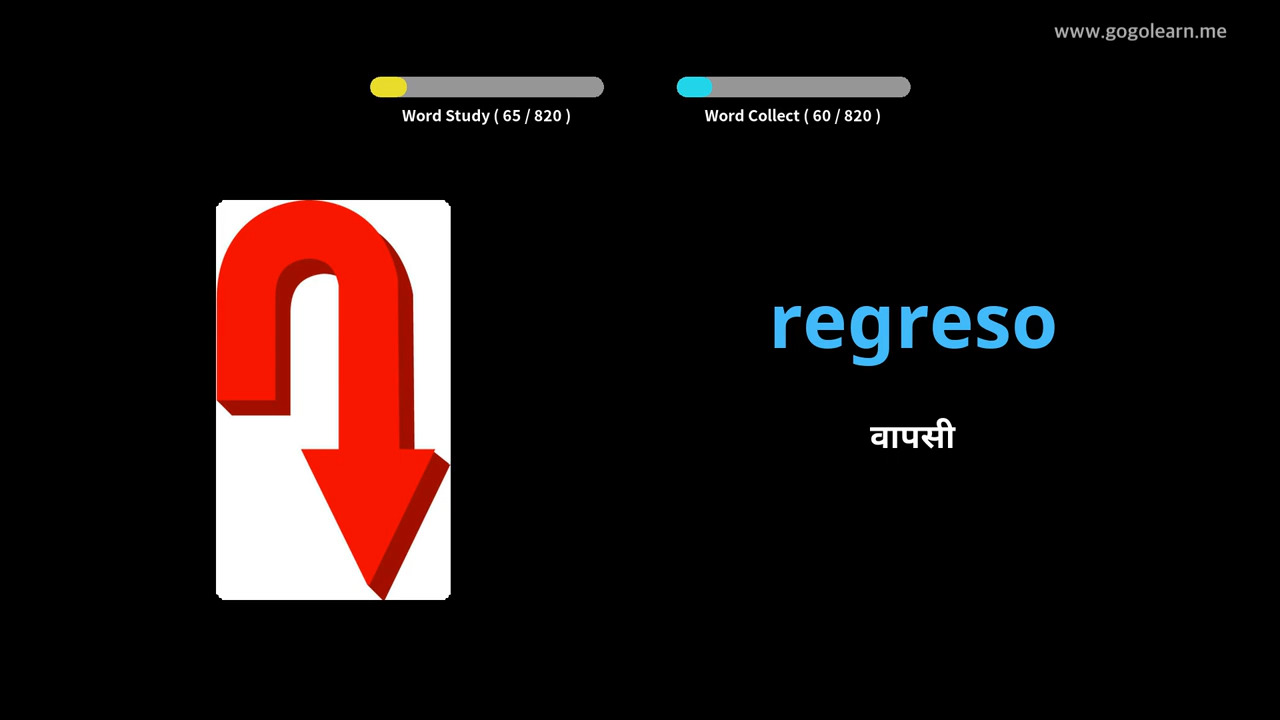 www.gogolearn.me
Word Study ( 65 / 820 )
Word Collect ( 60 / 820 )
regreso
वापसी